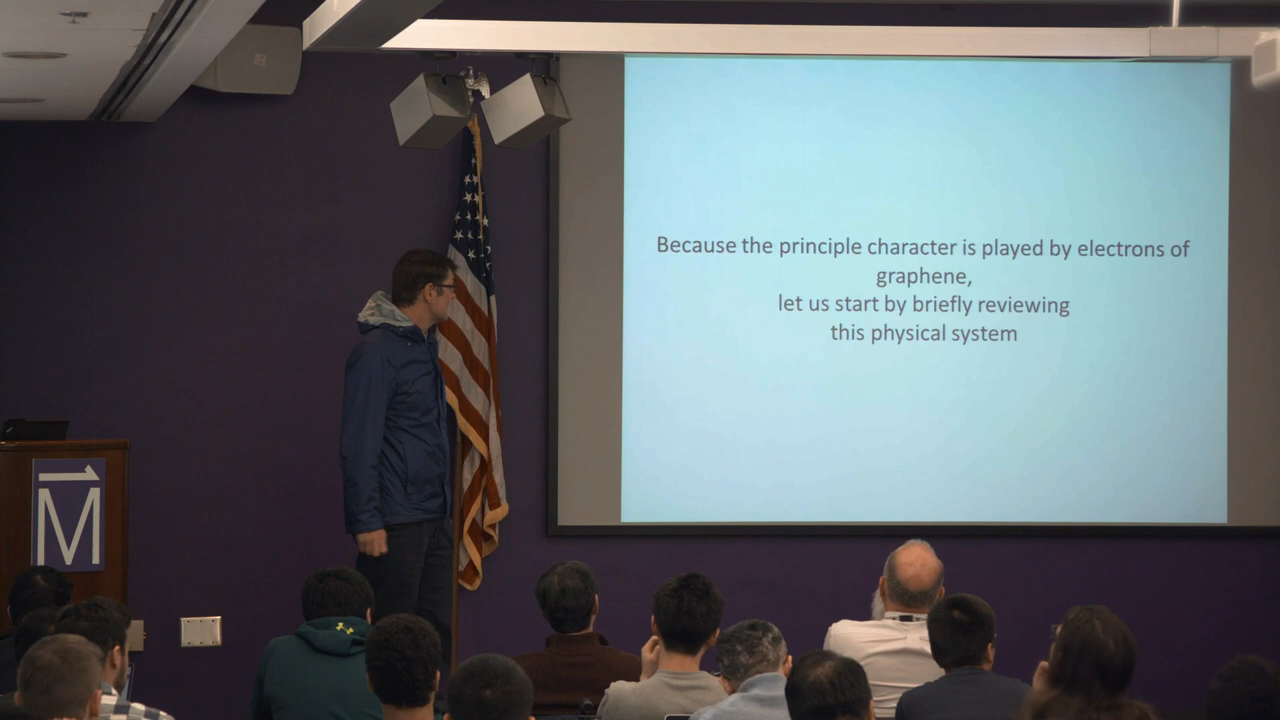 Because the principle character is played by electrons of
graphene,
let us start by briefly reviewing
this physical system
M